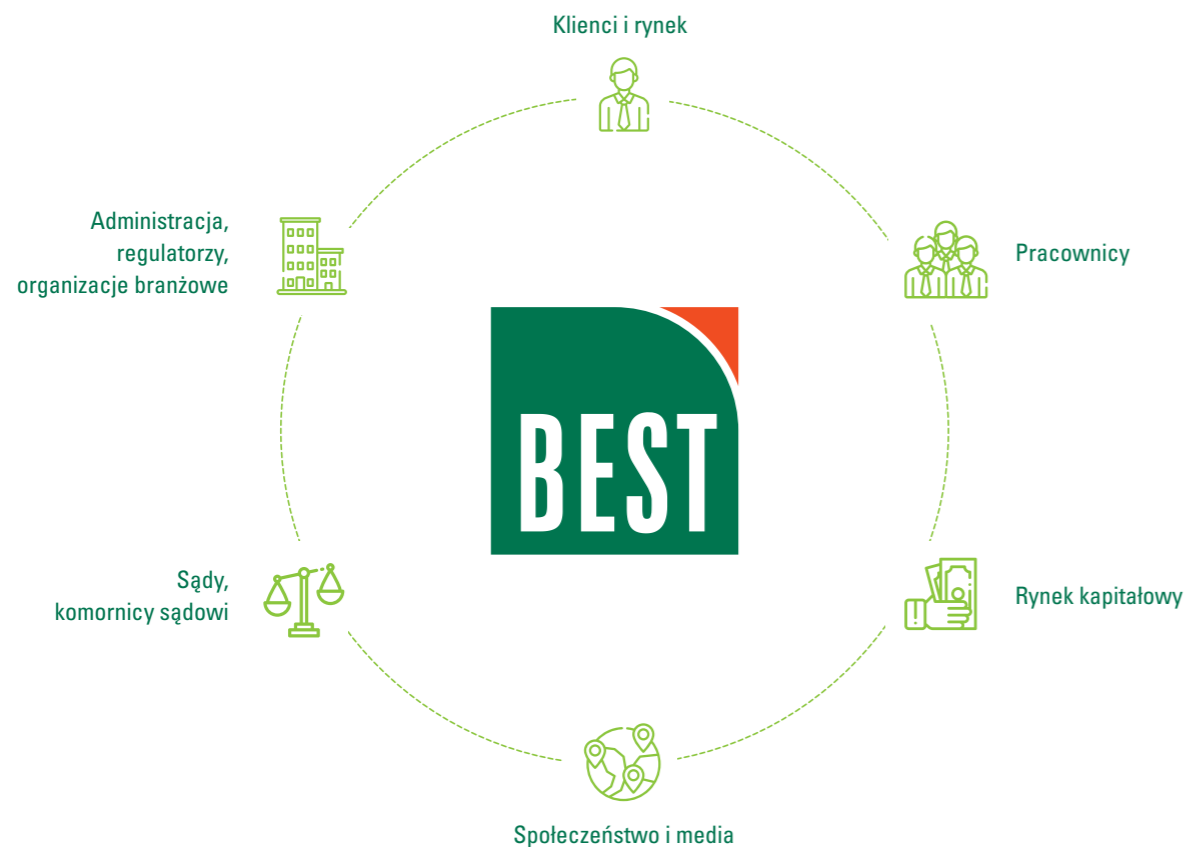 Klienci i rynek
Administracja,
regulatorzy,
organizacje branżowe
Pracownicy
BEST
Sądy,
komornicy sądowi
Rynek kapitałowy
Społeczeństwo i media